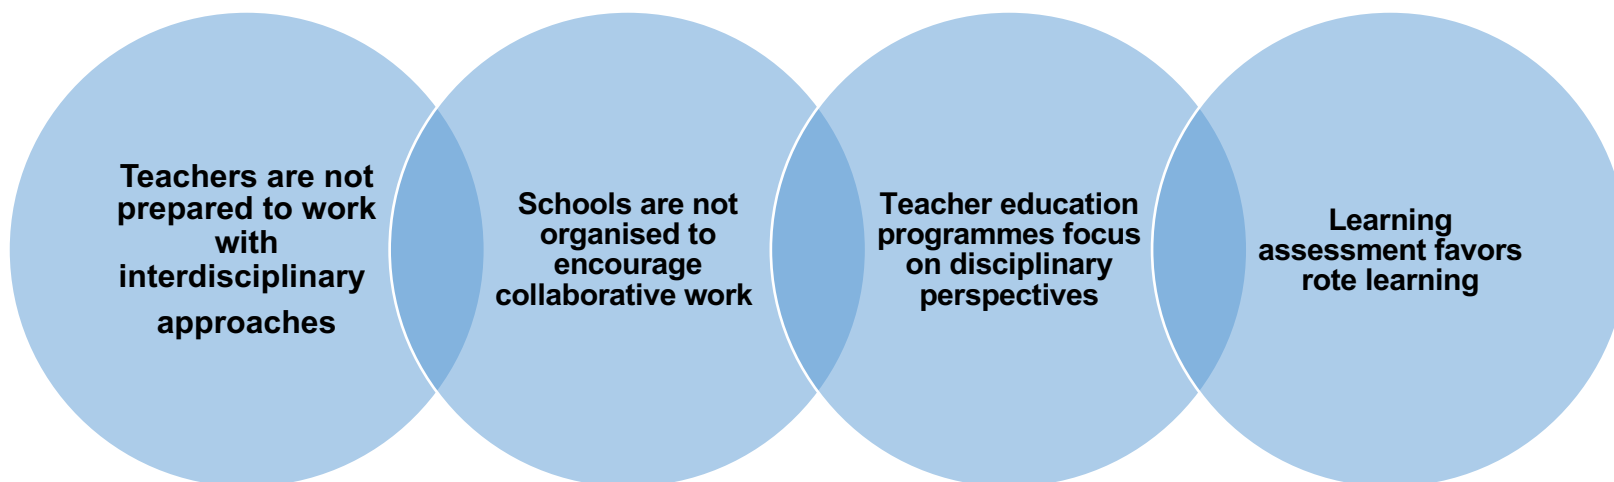 Teachers are not
prepared to work
with
interdisciplinary
approaches
Schools are not
organised to
encourage
collaborative work
Teacher education
programmes focus
on disciplinary
perspectives
Learning
assessment favors
rote learning